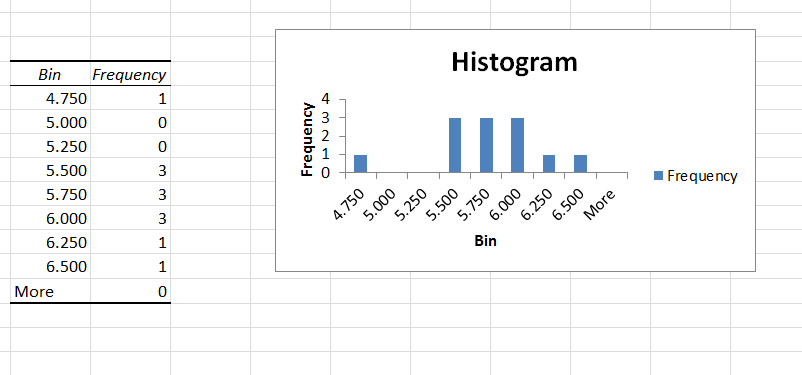 Bin Frequency
4.750 1
5.000 0
5.250 0
5.500 3
5.750 3
6.000 3
6.250 1
6.500 1
More 0
Histogram
Frequency
4
3
2
1
0
4.750 5.000 5.250 5.500 5.750 6.000 6.250 6.500 More
Bin
Frequency